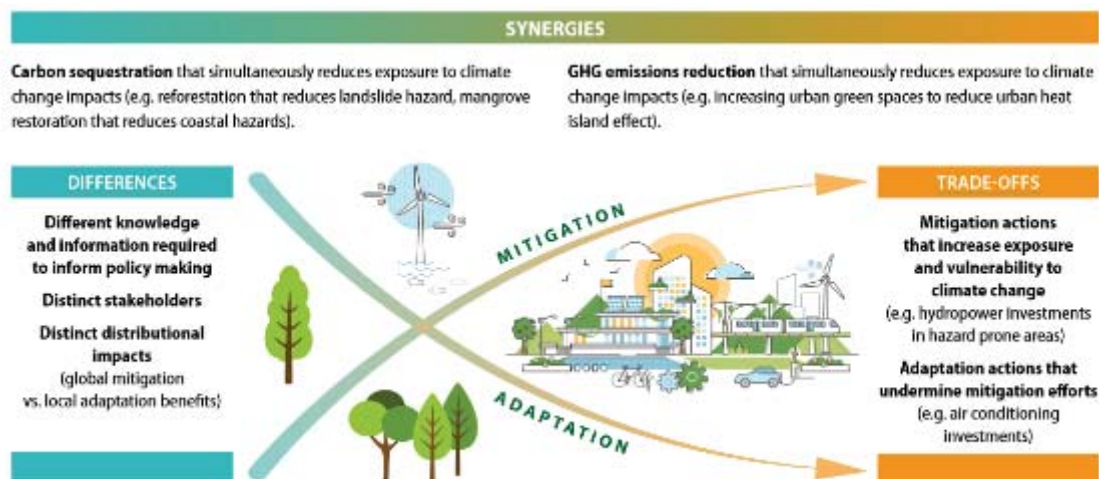 SYNERGIES
Carbon sequestration that simultaneously reduces exposure to climate
change impacts (e.g. reforestation that reduces landslide hazard, mangrove
restoration that reduces coastal hazards).
GHG emissions reduction that simultaneously reduces exposure to climate
change impacts (e.g. increasing urban green spaces to reduce urban heat
island effect).
DIFFERENCES
Different knowledge
and information required
to inform policy making
Distinct stakeholders
Distinct distributional
impacts
(global mitigation
vs. local adaptation benefits)
MITIGATION
ADAPTATION
TRADE-OFFS
Mitigation actions
that increase exposure
and vulnerability to
climate change
(e.g. hydropower investments
in hazard prone areas)
Adaptation actions that
undermine mitigation efforts
(e.g. air conditioning
investments)